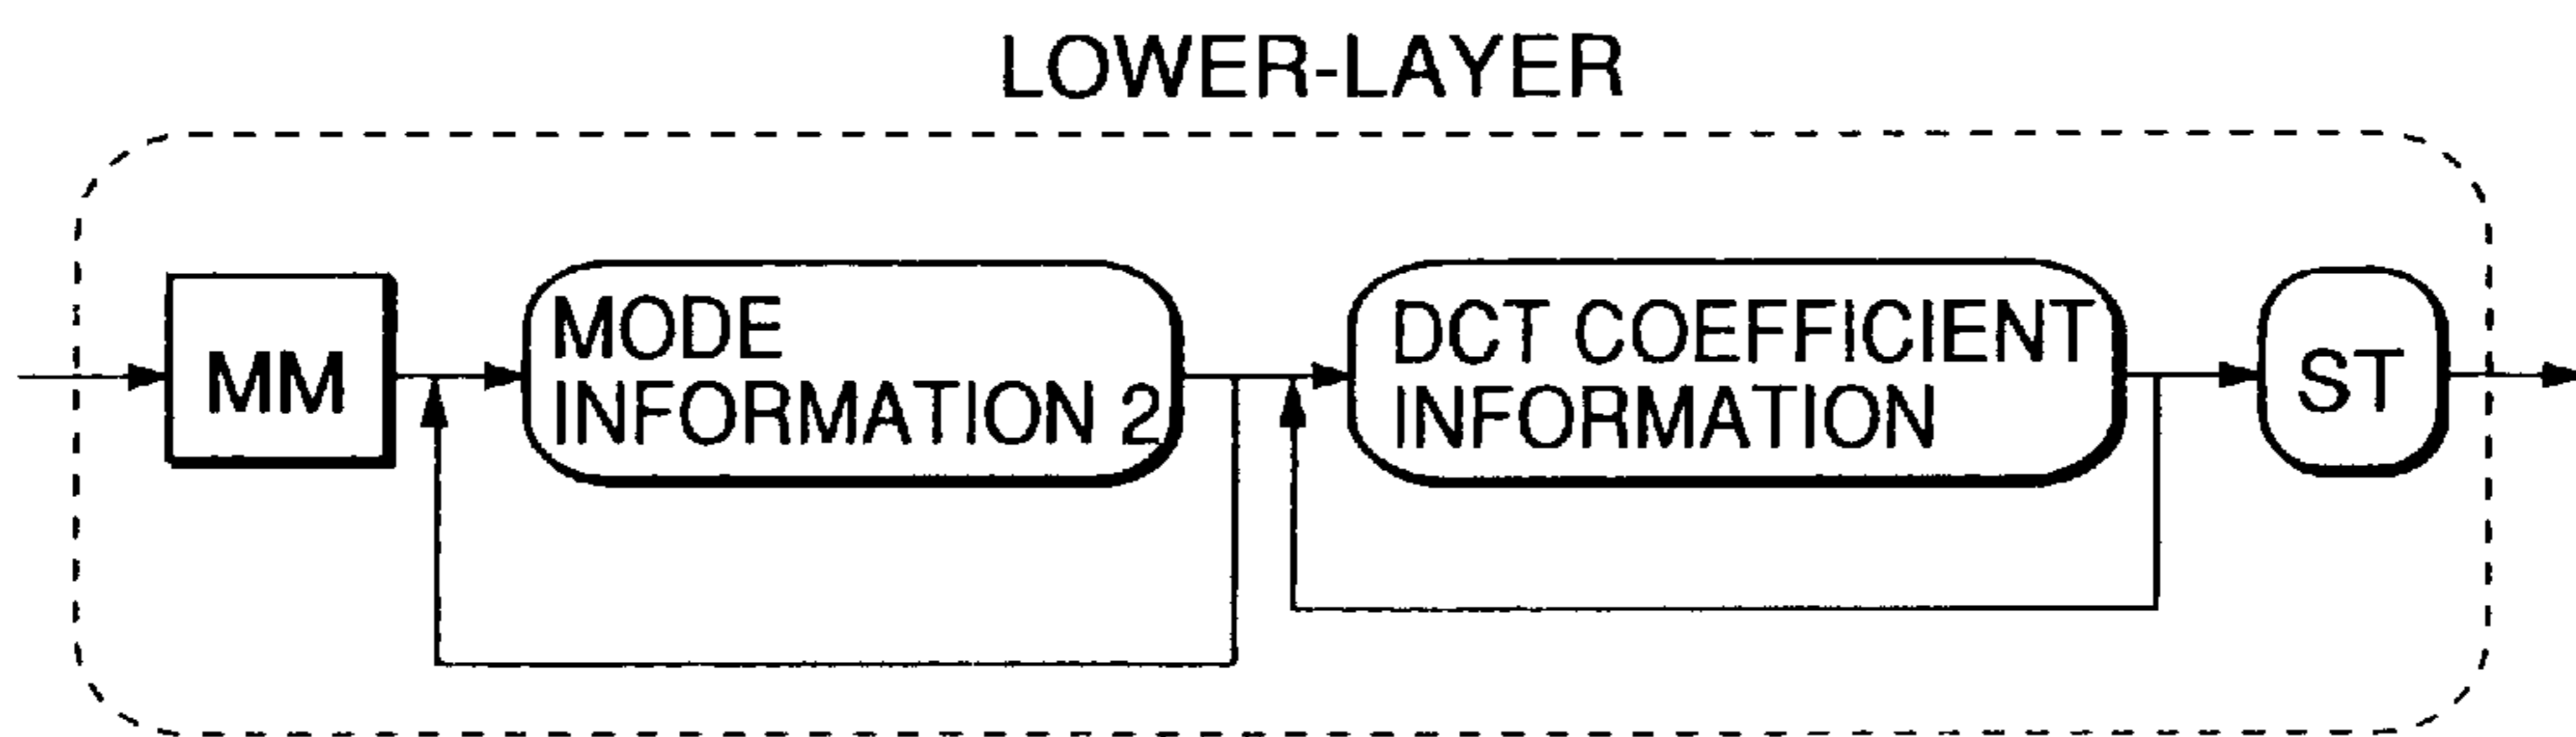 LOWER-LAYER
MM
MODE
INFORMATION 2
DCT COEFFICIENT
INFORMATION
ST